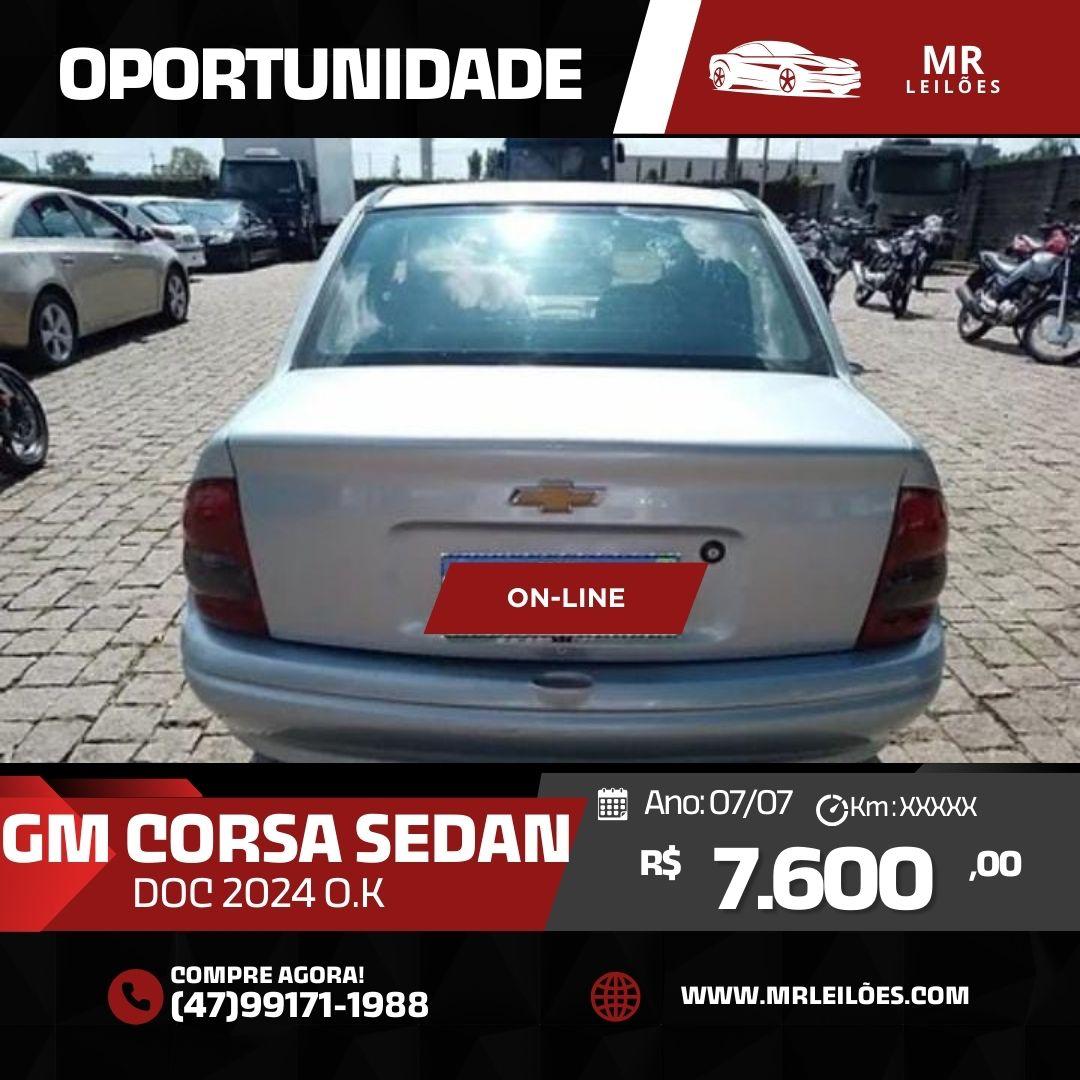 OPORTUNIDADE
MR
LEILÕES
ON-LINE
GM CORSA SEDAN
DOC 2024 O.K
Ano: 07/07
Km: XXXXX
R$ 7.600 ,00
COMPRE AGORA!
(47)99171-1988
WWW.MRLEILÕES.COM